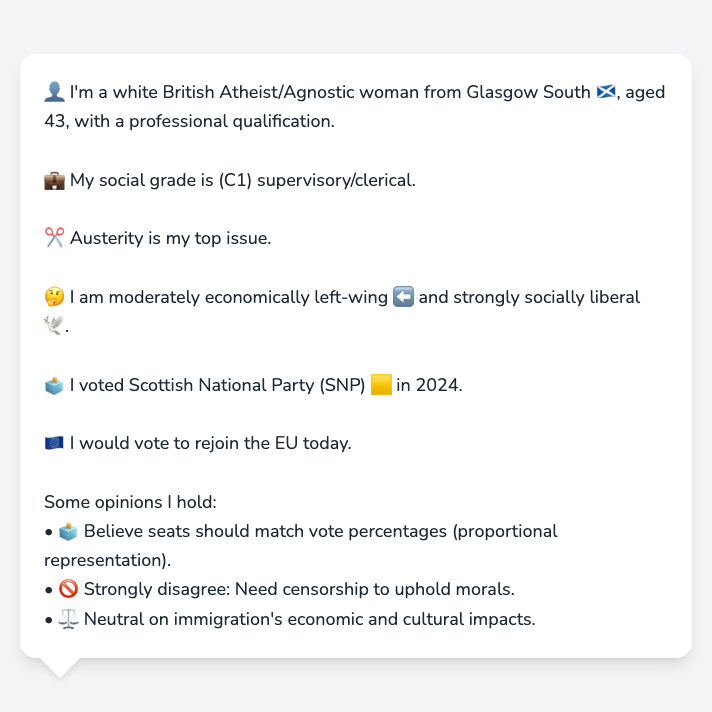 👤 I'm a white British Atheist/Agnostic woman from Glasgow South 🏴󠁧󠁢󠁳󠁣󠁴󠁿, aged
43, with a professional qualification.
💼 My social grade is (C1) supervisory/clerical.
✂️ Austerity is my top issue.
🤔 I am moderately economically left-wing ⬅️ and strongly socially liberal
🕊️.
🗳️ I voted Scottish National Party (SNP) 🟨 in 2024.
🇪🇺 I would vote to rejoin the EU today.
Some opinions I hold:
• 🗳️ Believe seats should match vote percentages (proportional
representation).
• 🚫 Strongly disagree: Need censorship to uphold morals.
• ⚖️ Neutral on immigration's economic and cultural impacts.